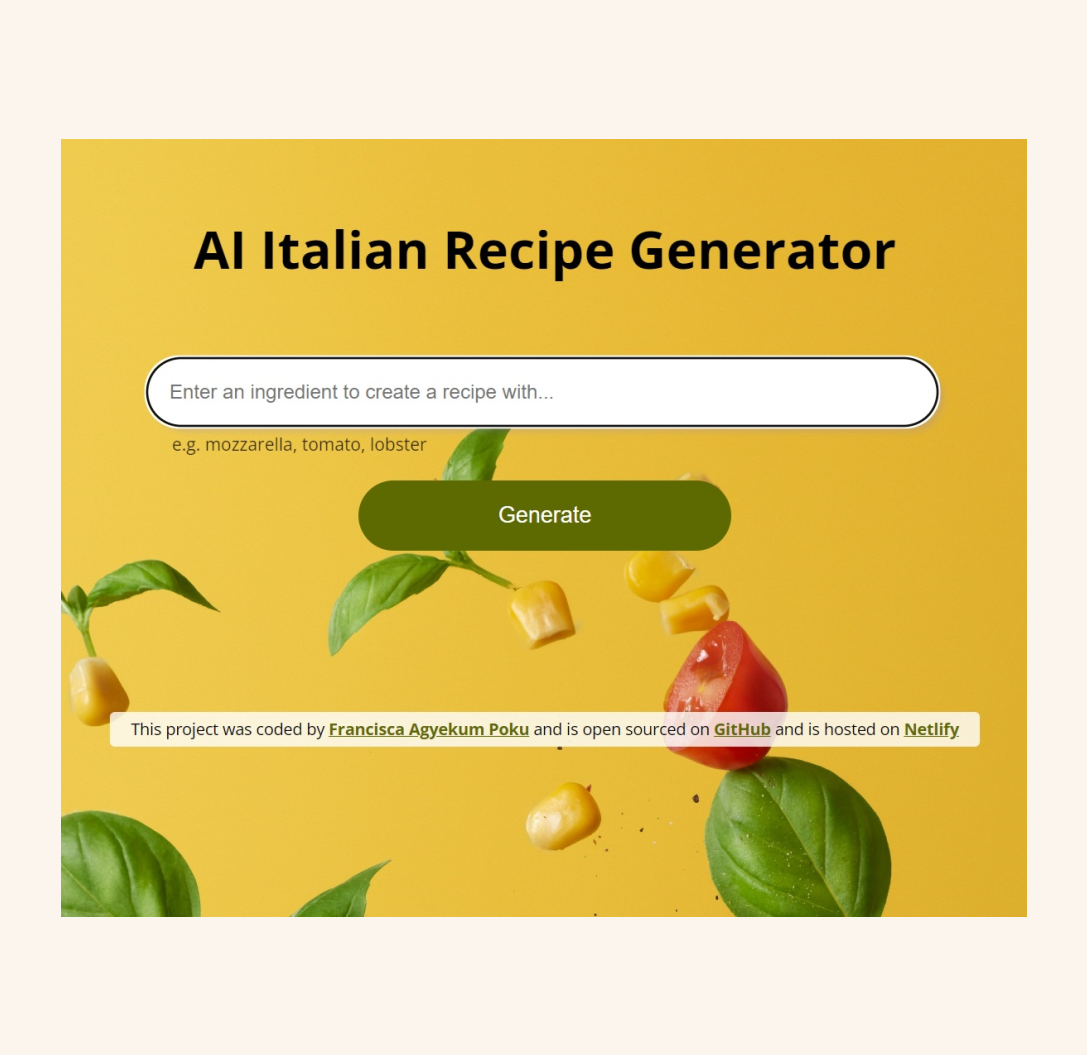 AI Italian Recipe Generator
Enter an ingredient to create a recipe with...
e.g. mozzarella, tomato, lobster
Generate
This project was coded by Francisca Agyekum Poku and is open sourced on GitHub and is hosted on Netlify